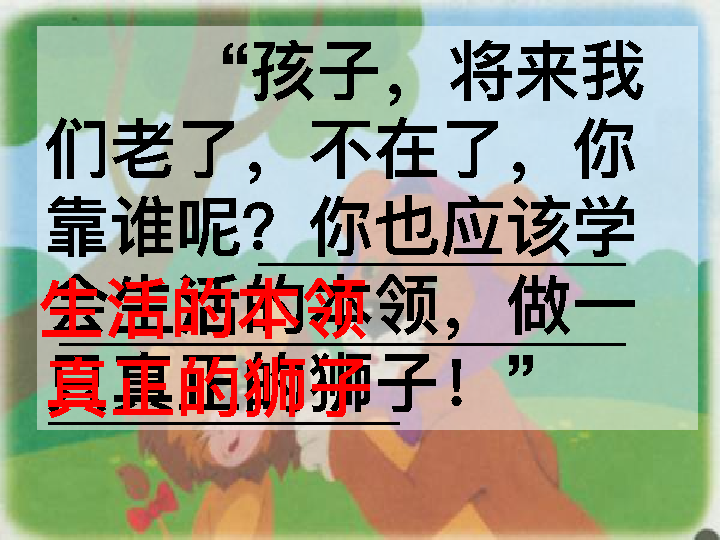 “孩子，将来我
们老了，不在了，你
靠谁呢？你也应该学
会生活的本领，做一
只真正的狮子！”
生活的本领
真正的狮子